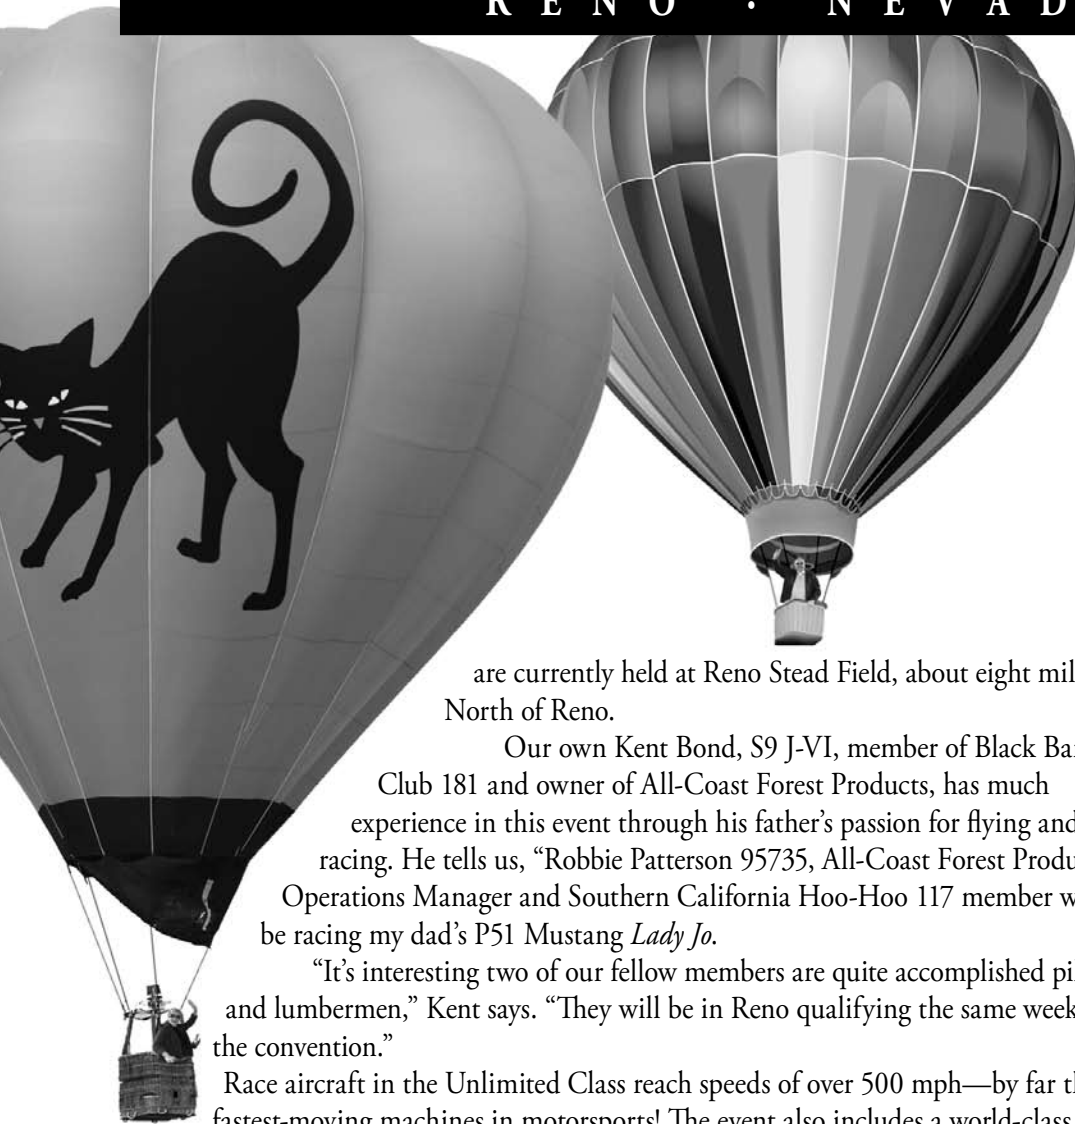 RENO · NEVAD
are currently held at Reno Stead Field, about eight mil
North of Reno.
Our own Kent Bond, S9 J-VI, member of Black Ba
Club 181 and owner of All-Coast Forest Products, has much
experience in this event through his father’s passion for flying and
racing. He tells us, “Robbie Patterson 95735, All-Coast Forest Produ
Operations Manager and Southern California Hoo-Hoo 117 member w
be racing my dad’s P51 Mustang Lady Jo.
“It’s interesting two of our fellow members are quite accomplished pi
and lumbermen,” Kent says. “They will be in Reno qualifying the same week
the convention.”
Race aircraft in the Unlimited Class reach speeds of over 500 mph—by far th
fastest-moving machines in motorsports! The event also includes a world-class